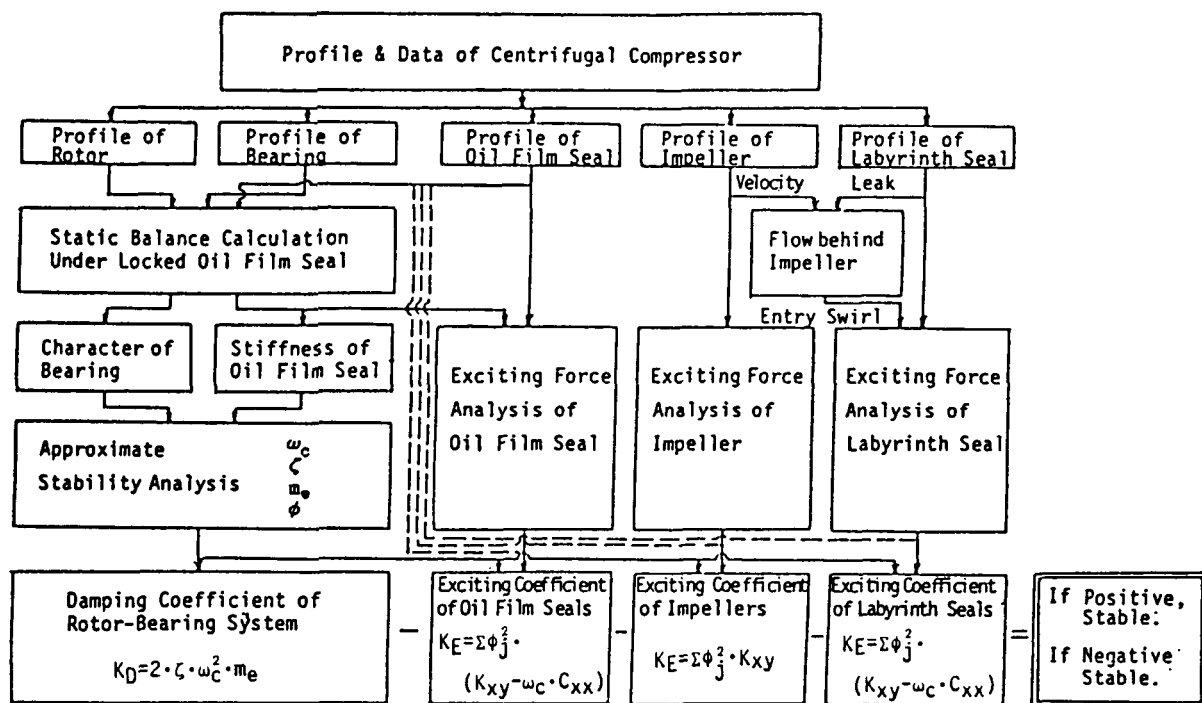 Profile & Data of Centrifugal Compressor
Profile of
Rotor
Profile of
Bearing
Profile of
Oil Film Seal
Profile of
Impeller
Profile of
Labyrinth Seal
Velocity
Leak
Static Balance Calculation
Under Locked Oil Film Seal
Flow behind
Impeller
Entry Swirl
Character of
Bearing
Stiffness of
Oil Film Seal
Exciting Force
Analysis of
Oil Film Seal
Exciting Force
Analysis of
Impeller
Exciting Force
Analysis of
Labyrinth Seal
Approximate
Stability Analysis
ω_c
ζ
m_e
ϕ
Damping Coefficient of
Rotor-Bearing System
K_D=2·ζ·ω_c^2·m_e
—
Exciting Coefficient
of Oil Film Seals
K_E=Σϕ_j^2·
(K_xy-ω_c·C_xx)
-
Exciting Coefficient
of Impellers
K_E=Σϕ_j^2·K_xy
-
Exciting Coefficient
of Labyrinth Seals
K_E=Σϕ_j^2·
(K_xy-ω_c·C_xx)
=
If Positive,
Stable.
If Negative
Stable.